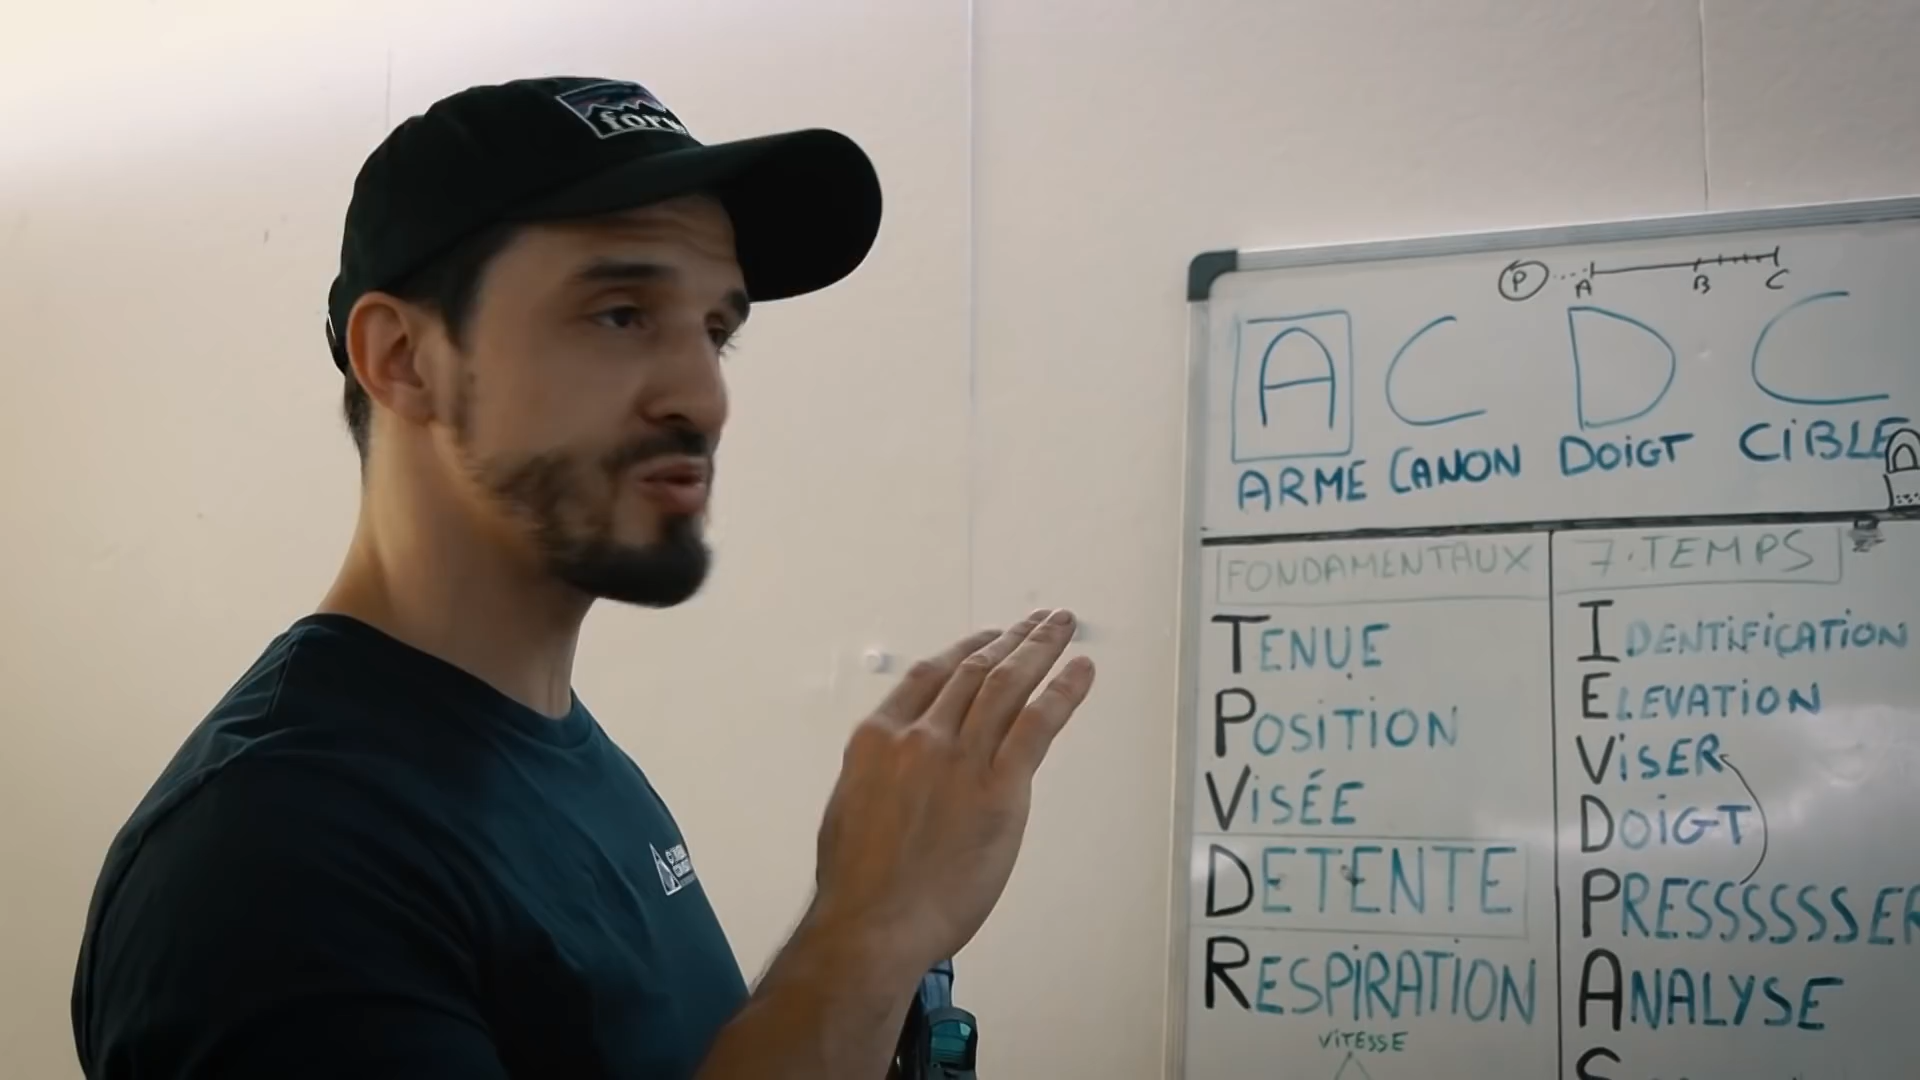 P A B C
A C D C
ARME CANON DOIGT CIBLE
FONDAMENTAUX
TENUE
POSITION
VISÉE
DETENTE
RESPIRATION
VITESSE
7.TEMPS
IDENTIFICATION
ELEVATION
VISER
DOIGT
PRESSSSSSER
ANALYSE
S